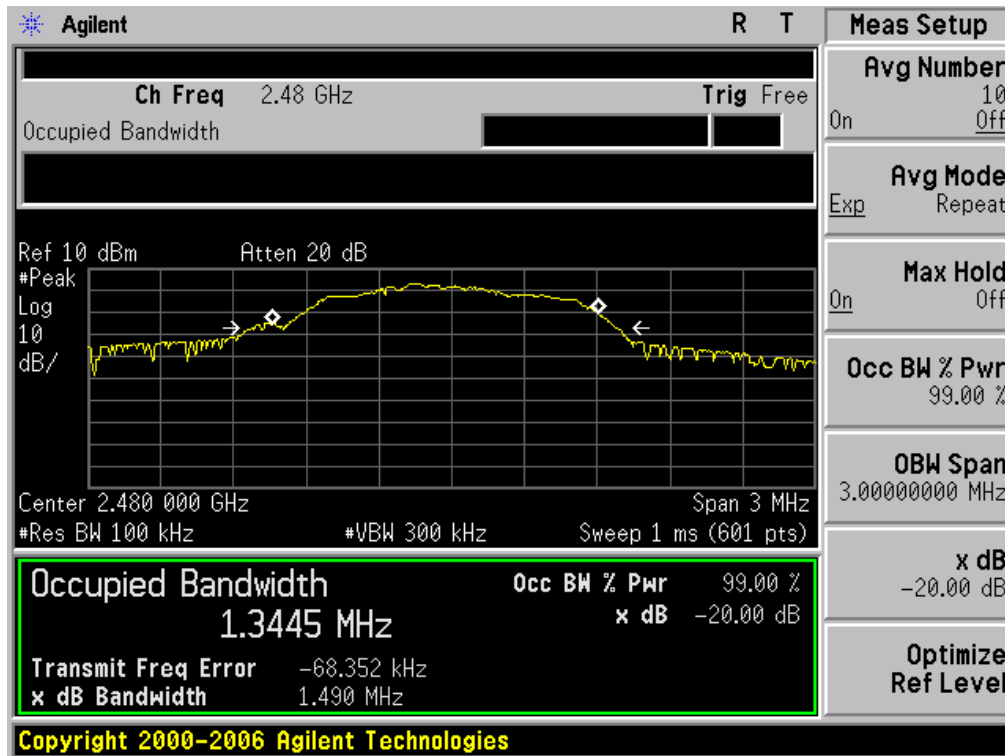 Agilent R T
Ch Freq 2.48 GHz Trig Free
Occupied Bandwidth
Ref 10 dBm Atten 20 dB
#Peak
Log
10
dB/
Center 2.480 000 GHz Span 3 MHz
#Res BW 100 kHz #VBW 300 kHz Sweep 1 ms (601 pts)
Occupied Bandwidth Occ BW % Pwr 99.00 %
1.3445 MHz x dB -20.00 dB
Transmit Freq Error -68.352 kHz
x dB Bandwidth 1.490 MHz
Copyright 2000-2006 Agilent Technologies
Meas Setup
Avg Number
10
On Off
Avg Mode
Exp Repeat
Max Hold
On Off
Occ BW % Pwr
99.00 %
OBW Span
3.00000000 MHz
x dB
-20.00 dB
Optimize
Ref Level